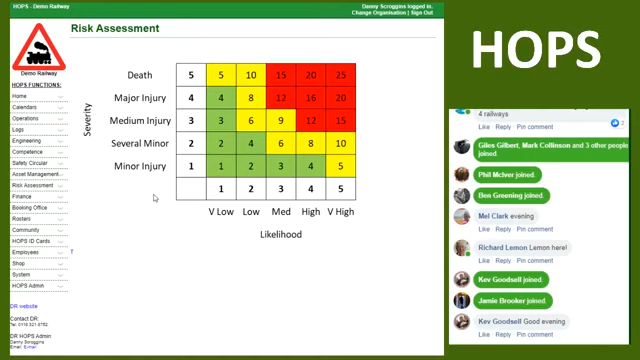 HOPS - Demo Railway
Danny Scroggins logged in.
Change Organisation | Sign Out
Demo Railway
HOPS FUNCTIONS:
Home
Calendars
Operations
Logs
Engineering
Competence
Safety Circular
Asset Management
Risk Assessment
Finance
Booking Office
Rosters
Community
HOPS ID Cards
Employees
Shop
System
HOPS Admin
DR website
Contact DR:
Tel: 0116 321 8752
DR HOPS Admin
Danny Scroggins
Email: E-mail
Risk Assessment
Severity
Death 5 5 10 15 20 25
Major Injury 4 4 8 12 16 20
Medium Injury 3 3 6 9 12 15
Several Minor 2 2 4 6 8 10
Minor Injury 1 1 2 3 4 5
1 2 3 4 5
V Low Low Med High V High
Likelihood
T
HOPS
4 railways
2
Like Reply Pin comment
Giles Gilbert, Mark Collinson and 3 other people
joined.
Phil McIver joined.
Ben Greening joined.
Mel Clark evening
Like Reply Pin comment
Richard Lemon Lemon here!
Like Reply Pin comment
Kev Goodsell joined.
Jamie Brooker joined.
Kev Goodsell Good evening
Like Reply Pin comment